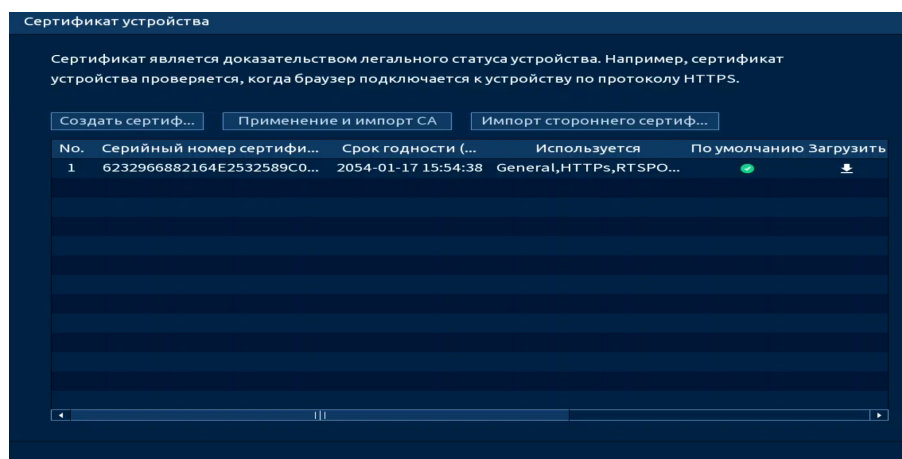 Сертификат устройства
Сертификат является доказательством легального статуса устройства. Например, сертификат
устройства проверяется, когда браузер подключается к устройству по протоколу HTTPS.
Создать сертиф... Применение и импорт CA Импорт стороннего сертиф...
No. Серийный номер сертифи... Срок годности (... Используется По умолчанию Загрузить
1 6232966882164E2532589C0... 2054-01-17 15:54:38 General,HTTPs,RTSPO...